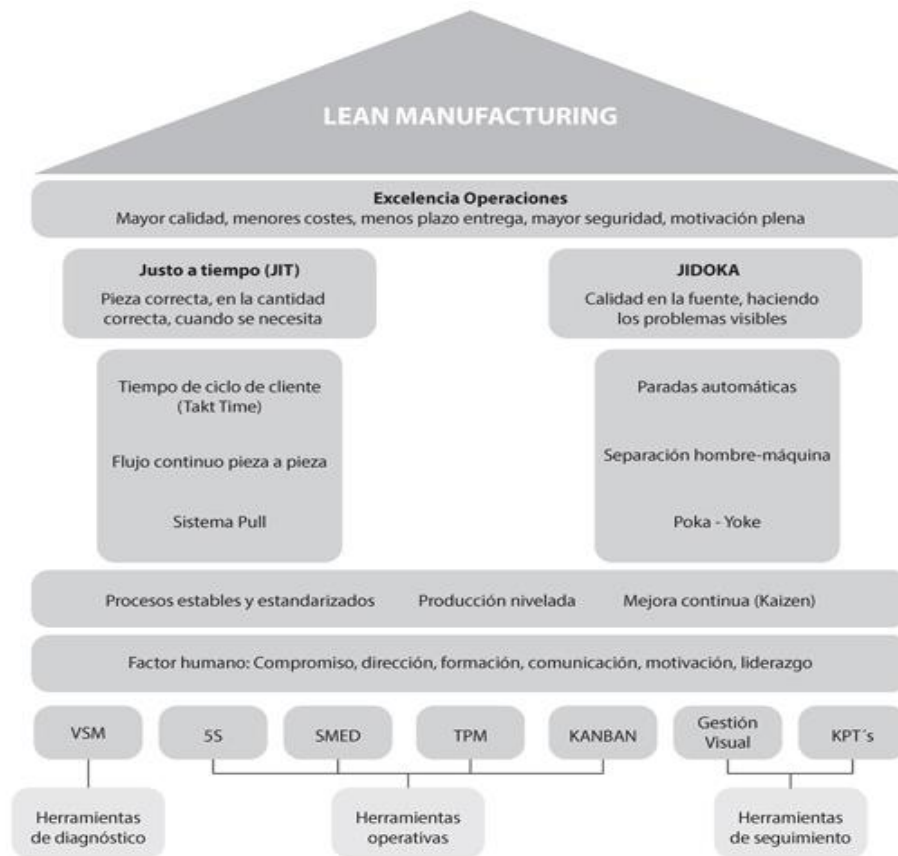 LEAN MANUFACTURING
Excelencia Operaciones
Mayor calidad, menores costes, menos plazo entrega, mayor seguridad, motivación plena
Justo a tiempo (JIT)
Pieza correcta, en la cantidad
correcta, cuando se necesita
JIDOKA
Calidad en la fuente, haciendo
los problemas visibles
Tiempo de ciclo de cliente
(Takt Time)
Flujo continuo pieza a pieza
Sistema Pull
Paradas automáticas
Separación hombre-máquina
Poka - Yoke
Procesos estables y estandarizados
Producción nivelada
Mejora continua (Kaizen)
Factor humano: Compromiso, dirección, formación, comunicación, motivación, liderazgo
VSM
5S
SMED
TPM
KANBAN
Gestión
Visual
KPT´s
Herramientas
de diagnóstico
Herramientas
operativas
Herramientas
de seguimiento